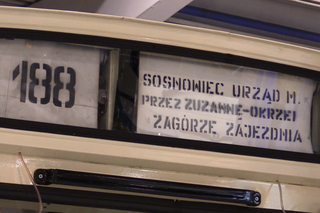 188
SOSNOWIEC URZĄD M.
PRZEZ ZUZANNĘ-OKRZEI
ZAGÓRZE ZAJEZDNIA